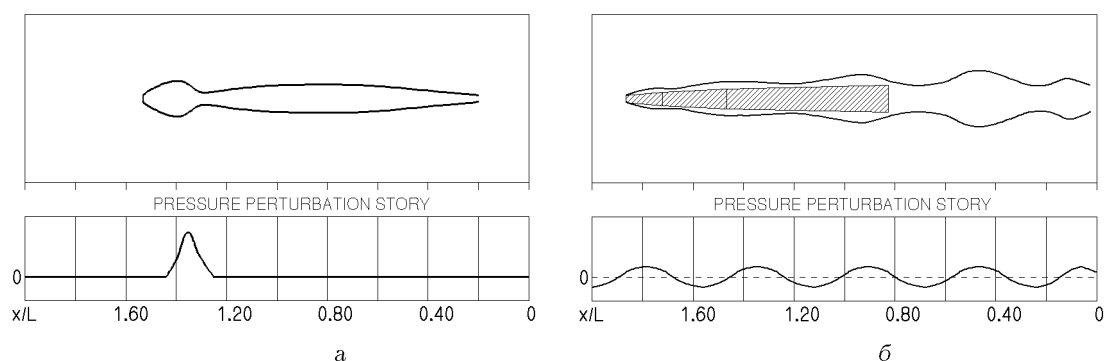 PRESSURE PERTURBATION STORY
0
x/L 1.60 1.20 0.80 0.40 0
а
PRESSURE PERTURBATION STORY
0
x/L 1.60 1.20 0.80 0.40 0
б